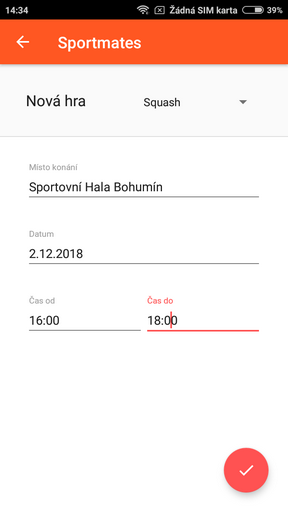 14:34 Žádná SIM karta 39%
Sportmates
Nová hra Squash
Místo konání
Sportovní Hala Bohumín
Datum
2.12.2018
Čas od Čas do
16:00 18:00